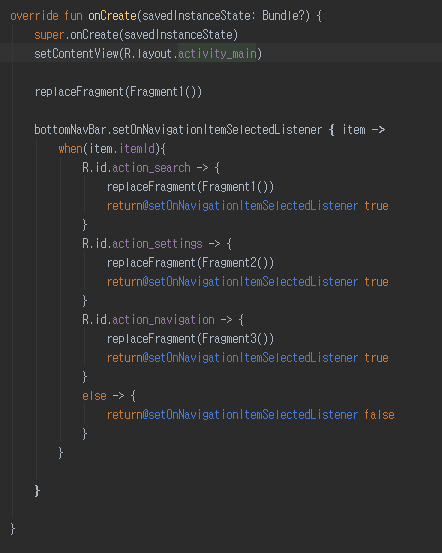 override fun onCreate(savedInstanceState: Bundle?) {
    super.onCreate(savedInstanceState)
    setContentView(R.layout.activity_main)
    replaceFragment(Fragment1())
    bottomNavBar.setOnNavigationItemSelectedListener { item ->
        when(item.itemId){
            R.id.action_search -> {
                replaceFragment(Fragment1())
                return@setOnNavigationItemSelectedListener true
            }
            R.id.action_settings -> {
                replaceFragment(Fragment2())
                return@setOnNavigationItemSelectedListener true
            }
            R.id.action_navigation -> {
                replaceFragment(Fragment3())
                return@setOnNavigationItemSelectedListener true
            }
            else -> {
                return@setOnNavigationItemSelectedListener false
            }
        }
    }
}